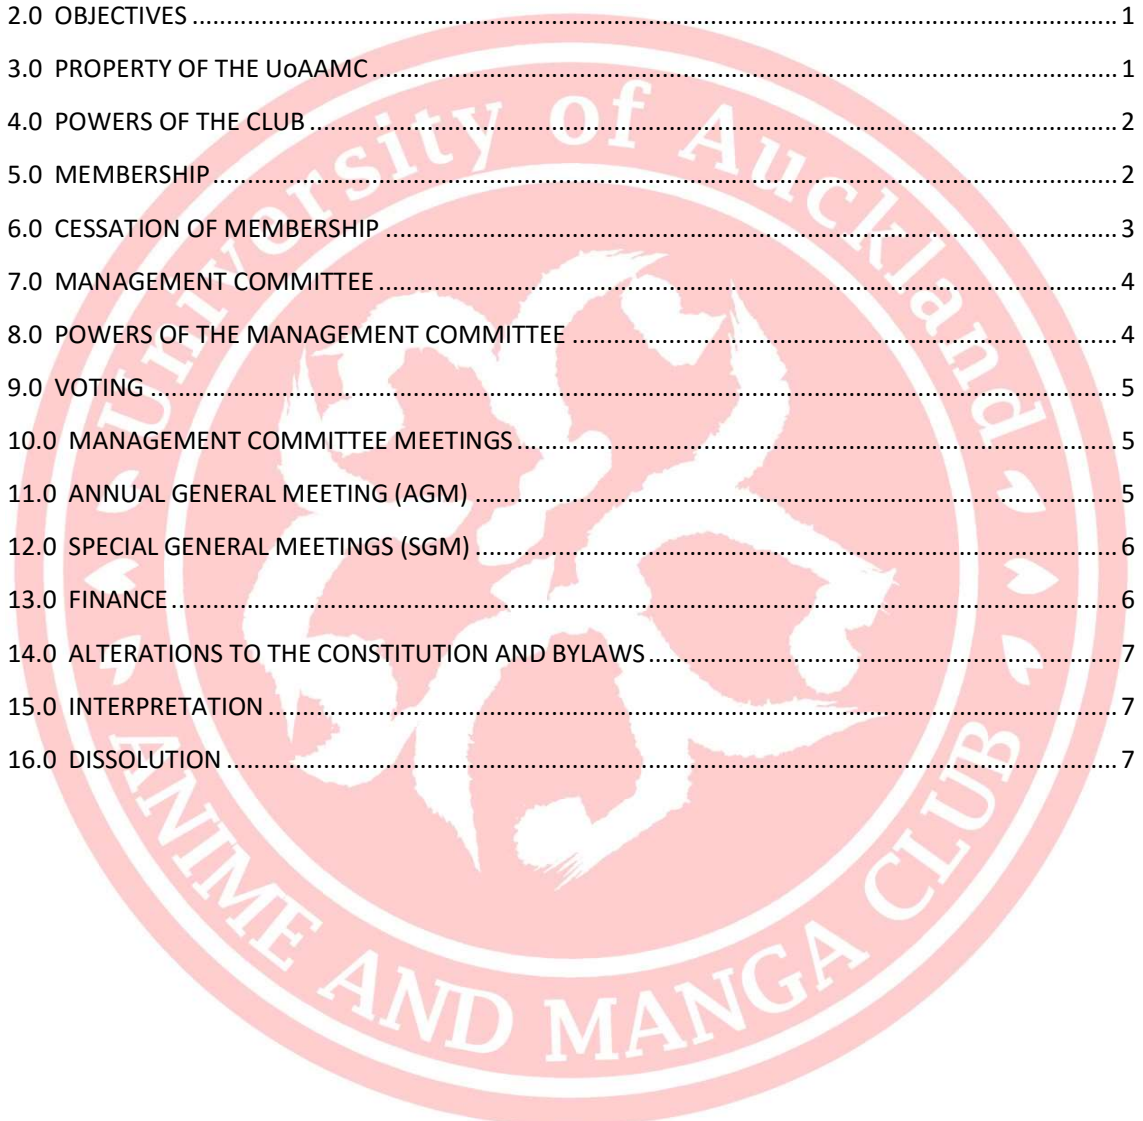 2.0 OBJECTIVES ........................................................................................................ 1
3.0 PROPERTY OF THE UoAAMC ........................................................................................................ 1
4.0 POWERS OF THE CLUB ........................................................................................................ 2
5.0 MEMBERSHIP ........................................................................................................ 2
6.0 CESSATION OF MEMBERSHIP ........................................................................................................ 3
7.0 MANAGEMENT COMMITTEE ........................................................................................................ 4
8.0 POWERS OF THE MANAGEMENT COMMITTEE ........................................................................................................ 4
9.0 VOTING ........................................................................................................ 5
10.0 MANAGEMENT COMMITTEE MEETINGS ........................................................................................................ 5
11.0 ANNUAL GENERAL MEETING (AGM) ........................................................................................................ 5
12.0 SPECIAL GENERAL MEETINGS (SGM) ........................................................................................................ 6
13.0 FINANCE ........................................................................................................ 6
14.0 ALTERATIONS TO THE CONSTITUTION AND BYLAWS ........................................................................................................ 7
15.0 INTERPRETATION ........................................................................................................ 7
16.0 DISSOLUTION ........................................................................................................ 7
University of Auckland
ANIME AND MANGA CLUB